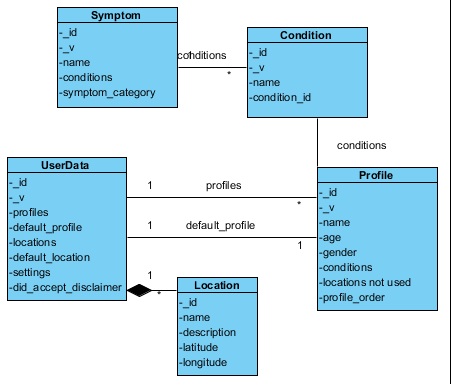 Symptom
-_id
-_v
-name
-conditions
-symptom_category
conditions
*
*
Condition
-_id
-_v
-name
-condition_id
conditions
UserData
-_id
-_v
-profiles
-default_profile
-locations
-default_location
-settings
-did_accept_disclaimer
1
profiles
*
1
default_profile
1
Profile
-_id
-_v
-name
-age
-gender
-conditions
-locations not used
-profile_order
1
*
Location
-_id
-name
-description
-latitude
-longitude